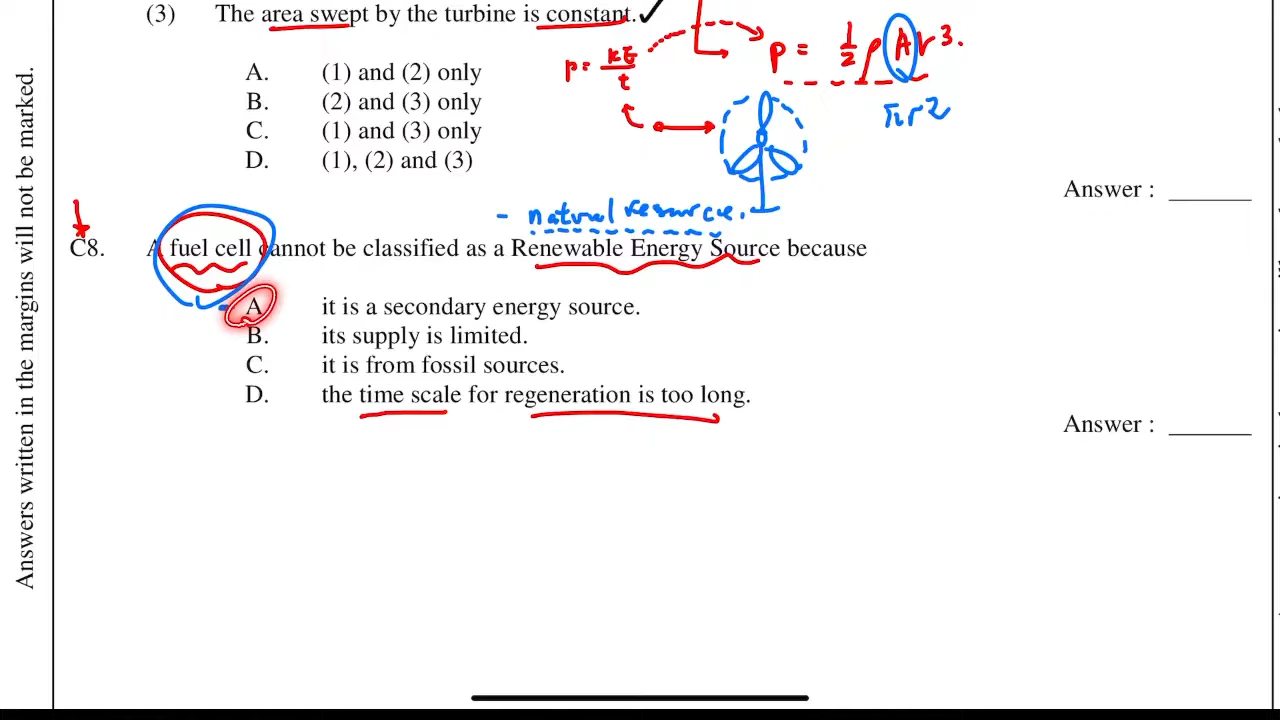 (3) The area swept by the turbine is constant. ✓
P = KE/t
P = 1/2 ρ A v³.
πr²
A. (1) and (2) only
B. (2) and (3) only
C. (1) and (3) only
D. (1), (2) and (3)
Answer : ______
- natural resource.
C8. A fuel cell cannot be classified as a Renewable Energy Source because
A it is a secondary energy source.
B. its supply is limited.
C. it is from fossil sources.
D. the time scale for regeneration is too long.
Answer : ______
Answers written in the margins will not be marked.